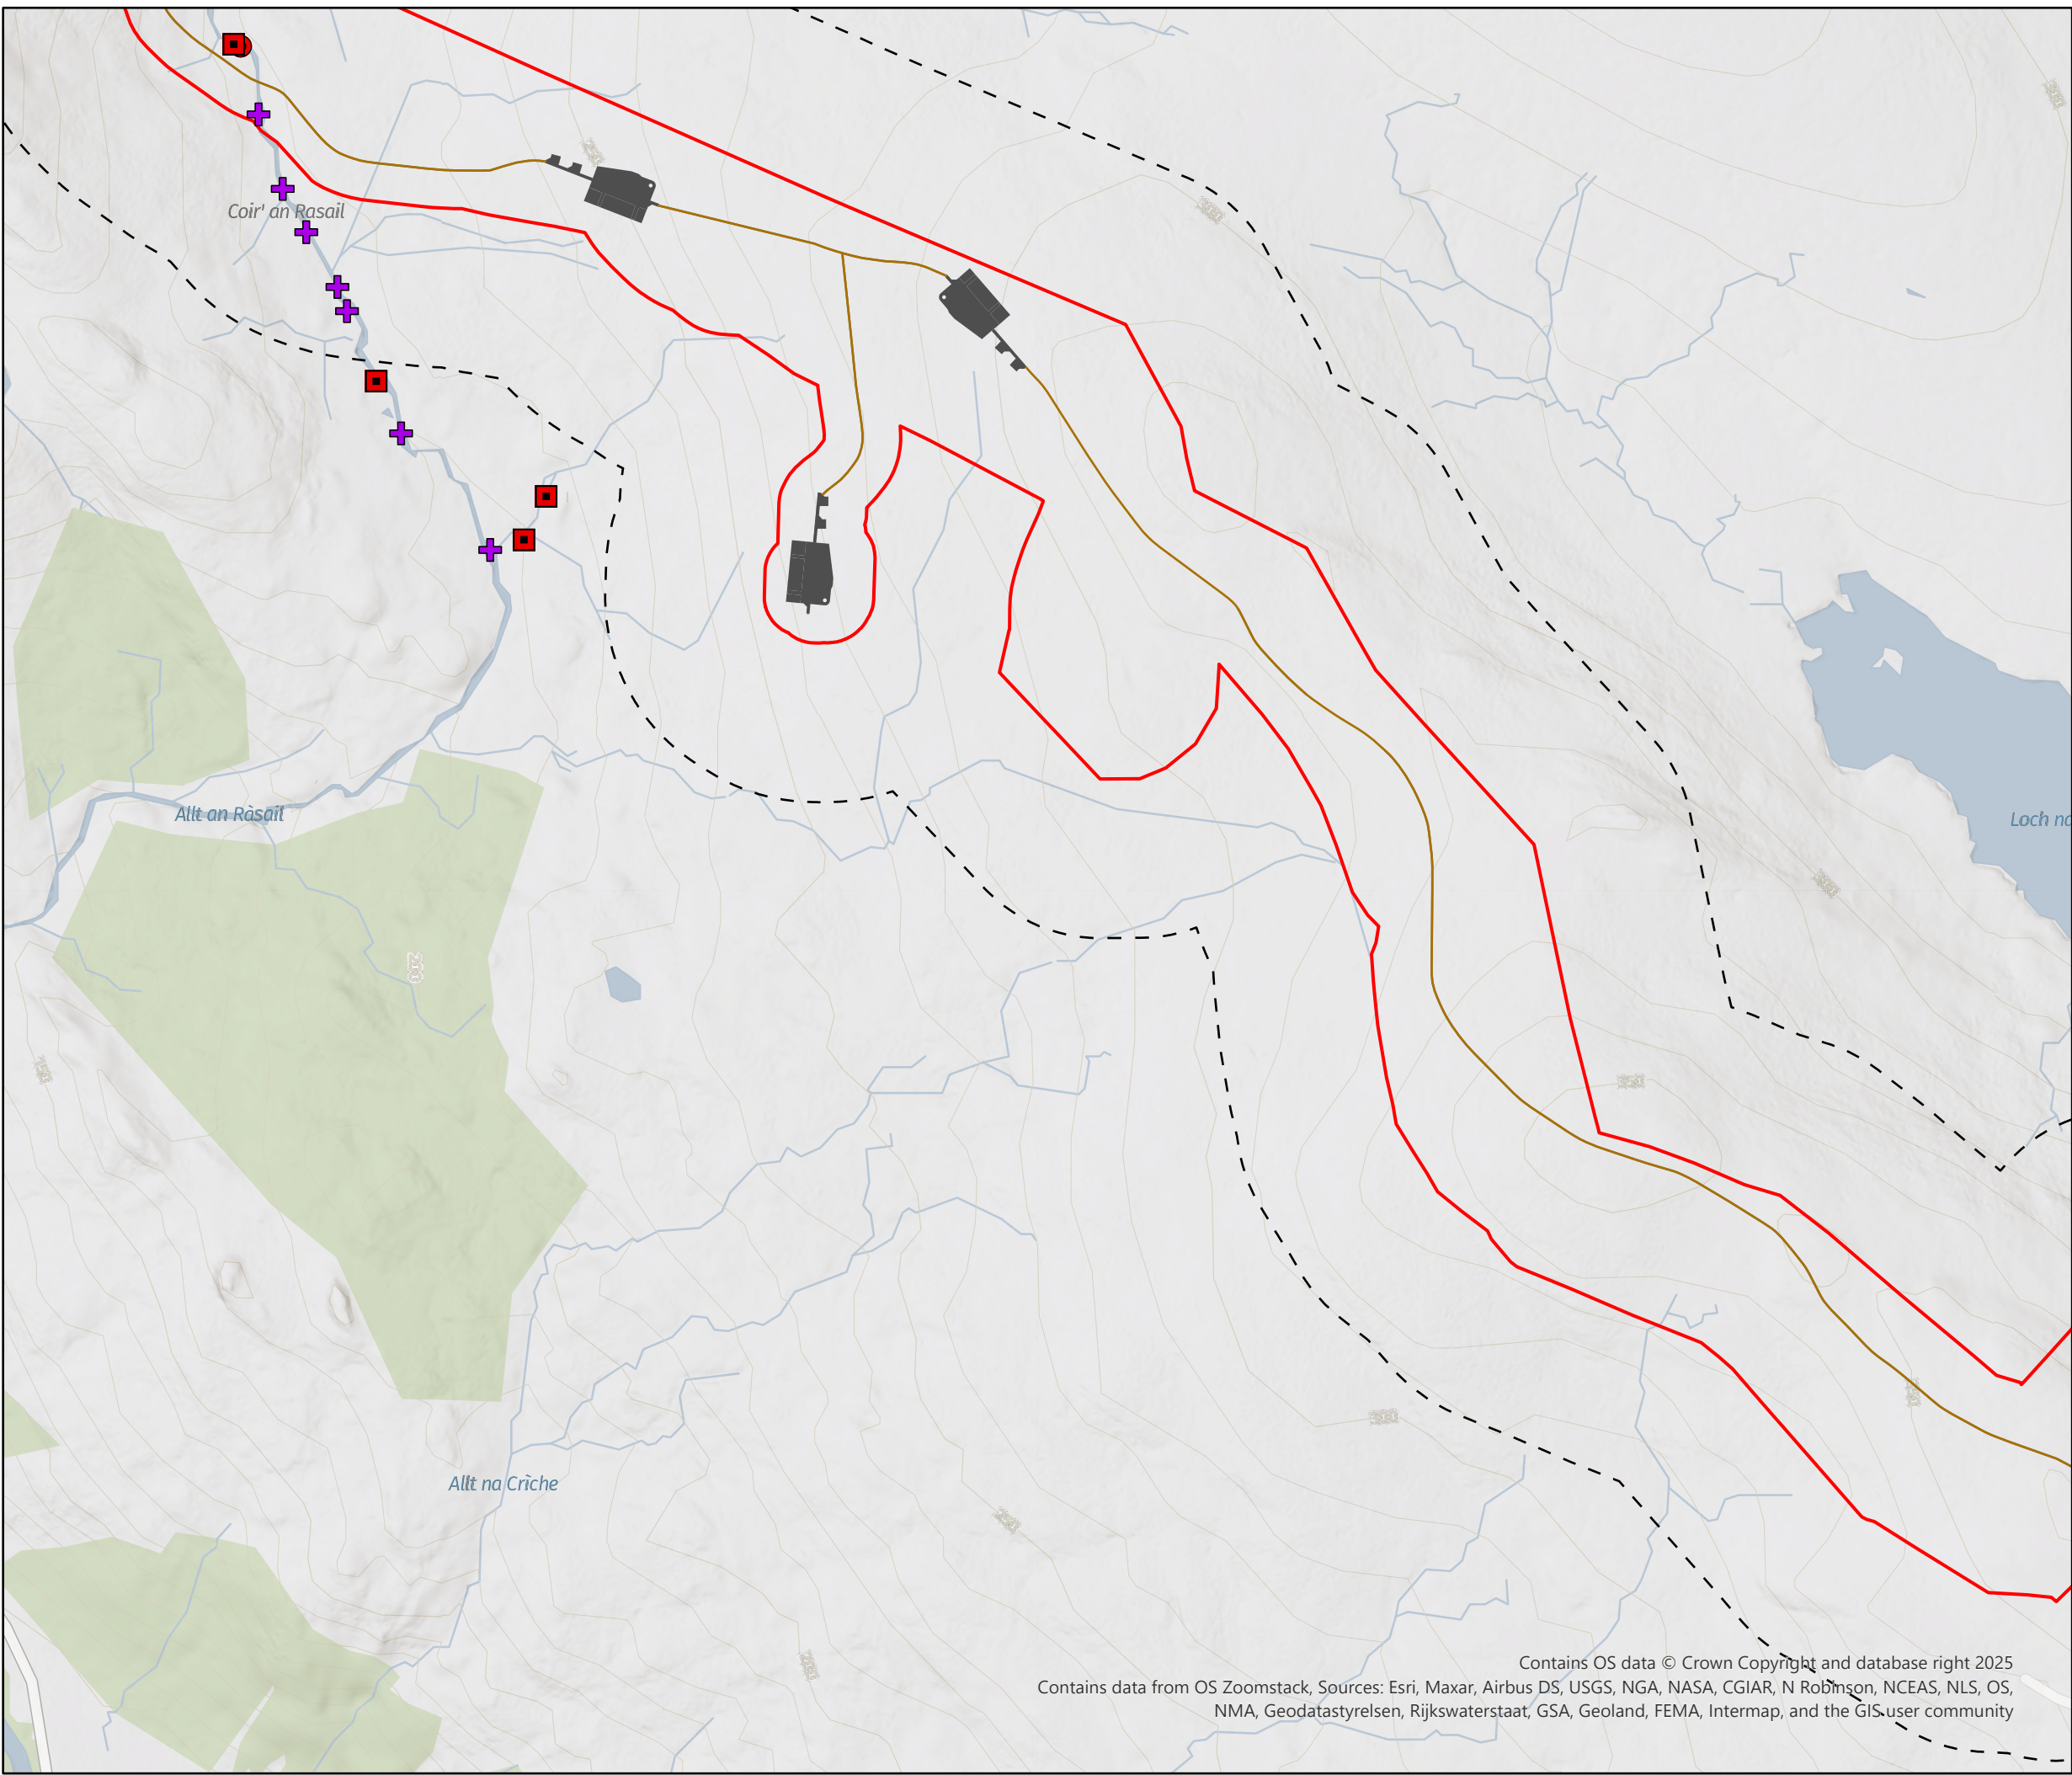 Coir' an Rasail
Allt an Ràsail
Loch na
200
Allt na Crìche
Contains OS data © Crown Copyright and database right 2025
Contains data from OS Zoomstack, Sources: Esri, Maxar, Airbus DS, USGS, NGA, NASA, CGIAR, N Robinson, NCEAS, NLS, OS,
NMA, Geodatastyrelsen, Rijkswaterstaat, GSA, Geoland, FEMA, Intermap, and the GIS user community